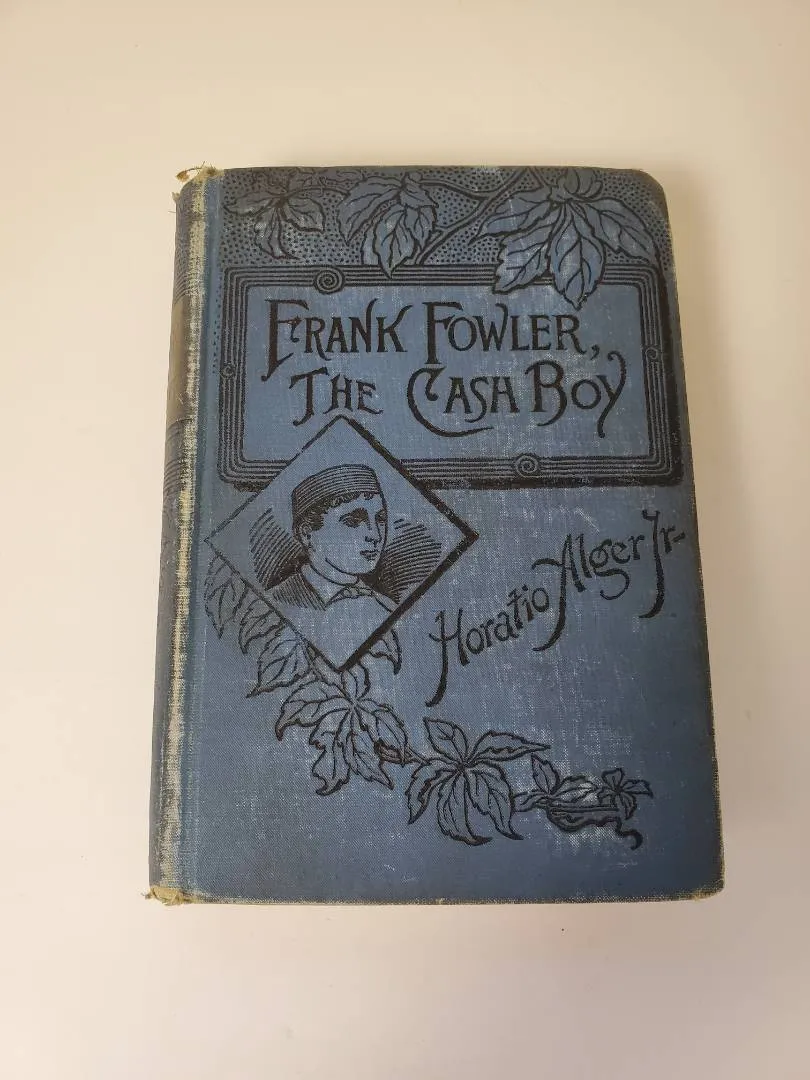 Frank Fowler,
The Cash Boy
Horatio Alger Jr-